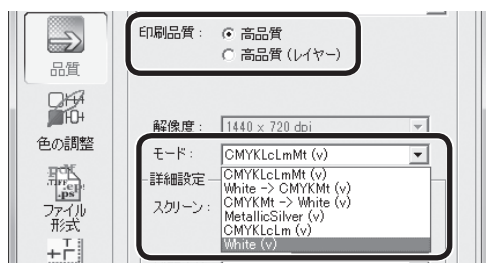 印刷品質：
高品質
高品質（レイヤー）
品質
色の調整
解像度：
1440 x 720 dpi
モード：
CMYKLcLmMt (v)
詳細設定
CMYKLcLmMt (v)
White -> CMYKMt (v)
CMYKMt -> White (v)
MetallicSilver (v)
CMYKLcLm (v)
White (v)
スクリーン：
ファイル
形式